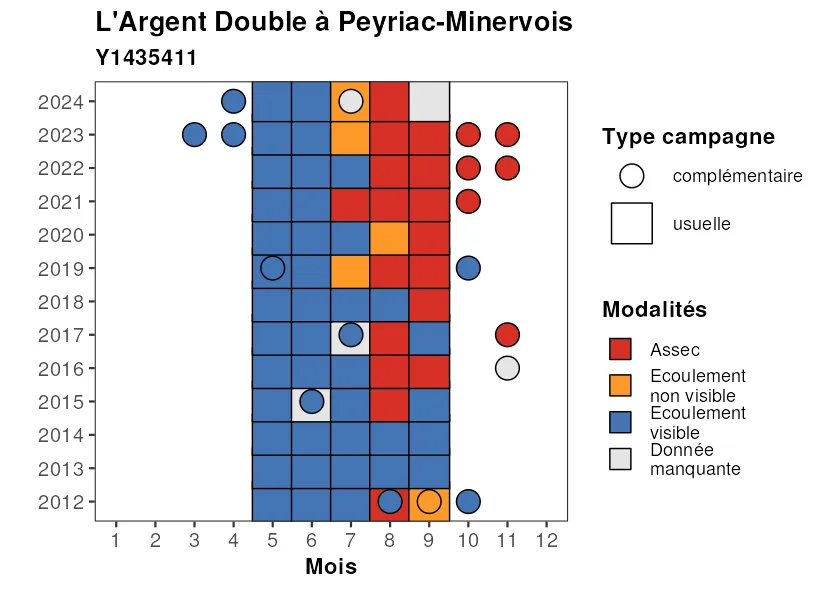 L'Argent Double à Peyriac-Minervois
Y1435411
2024
2023
2022
2021
2020
2019
2018
2017
2016
2015
2014
2013
2012
1 2 3 4 5 6 7 8 9 10 11 12
Mois
Type campagne
complémentaire
usuelle
Modalités
Assec
Ecoulement
non visible
Ecoulement
visible
Donnée
manquante